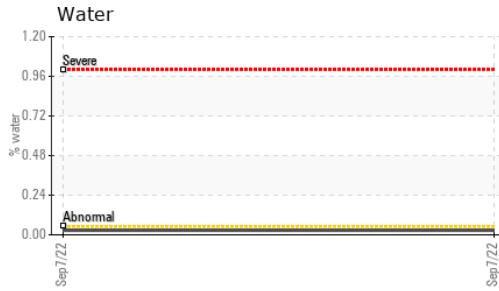 Water
1.20
Severe
0.96
0.72
% water
0.48
0.24
Abnormal
0.00
Sep7/22
Sep7/22